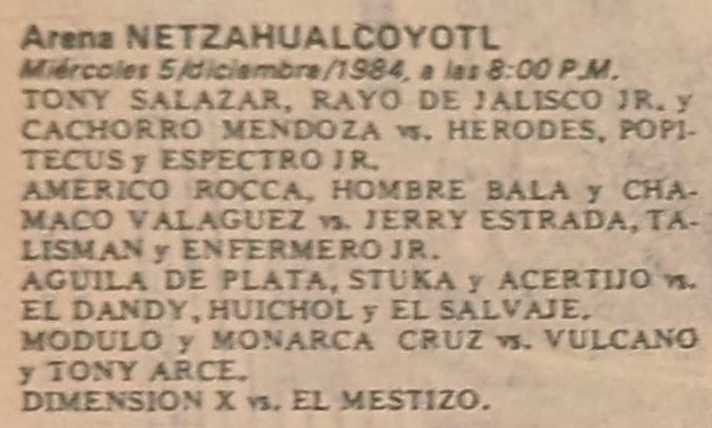 Arena NETZAHUALCOYOTL
Miércoles 5/diciembre/1984, a las 8:00 P.M.
TONY SALAZAR, RAYO DE JALISCO JR. y
CACHORRO MENDOZA vs. HERODES, POPI-
TECUS y ESPECTRO JR.
AMERICO ROCCA, HOMBRE BALA y CHA-
MACO VALAGUEZ vs. JERRY ESTRADA, TA-
LISMAN y ENFERMERO JR.
AGUILA DE PLATA, STUKA y ACERTIJO vs.
EL DANDY, HUICHOL y EL SALVAJE.
MODULO y MONARCA CRUZ vs. VULCANO
y TONY ARCE.
DIMENSION X vs. EL MESTIZO.